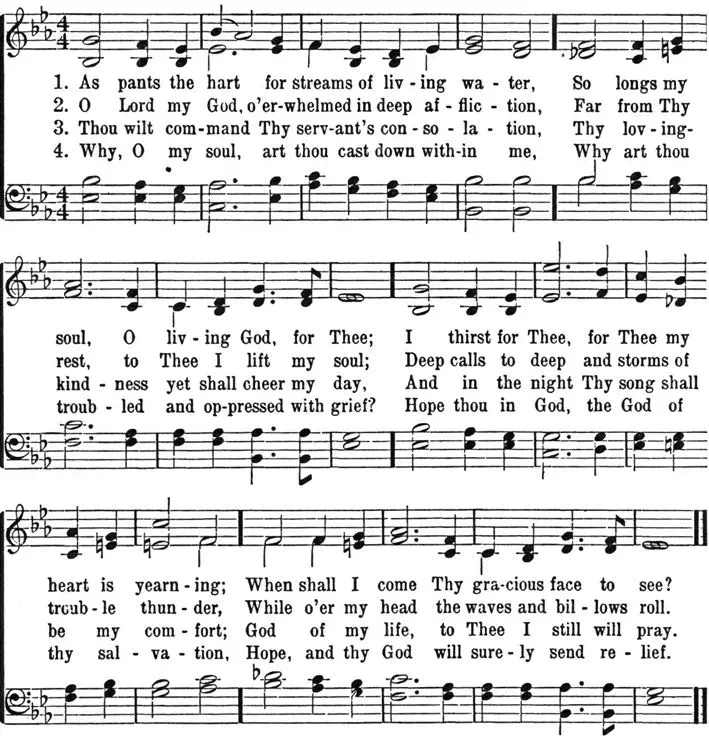 1. As pants the hart for streams of liv - ing wa - ter, So longs my
2. O Lord my God, o'er-whelmed in deep af - flic - tion, Far from Thy
3. Thou wilt com-mand Thy serv-ant's con - so - la - tion, Thy lov - ing-
4. Why, O my soul, art thou cast down with-in me, Why art thou
soul, O liv - ing God, for Thee; I thirst for Thee, for Thee my
rest, to Thee I lift my soul; Deep calls to deep and storms of
kind - ness yet shall cheer my day, And in the night Thy song shall
troub - led and op-pressed with grief? Hope thou in God, the God of
heart is yearn - ing; When shall I come Thy gra-cious face to see?
troub - le thun - der, While o'er my head the waves and bil - lows roll.
be my com - fort; God of my life, to Thee I still will pray.
thy sal - va - tion, Hope, and thy God will sure - ly send re - lief.